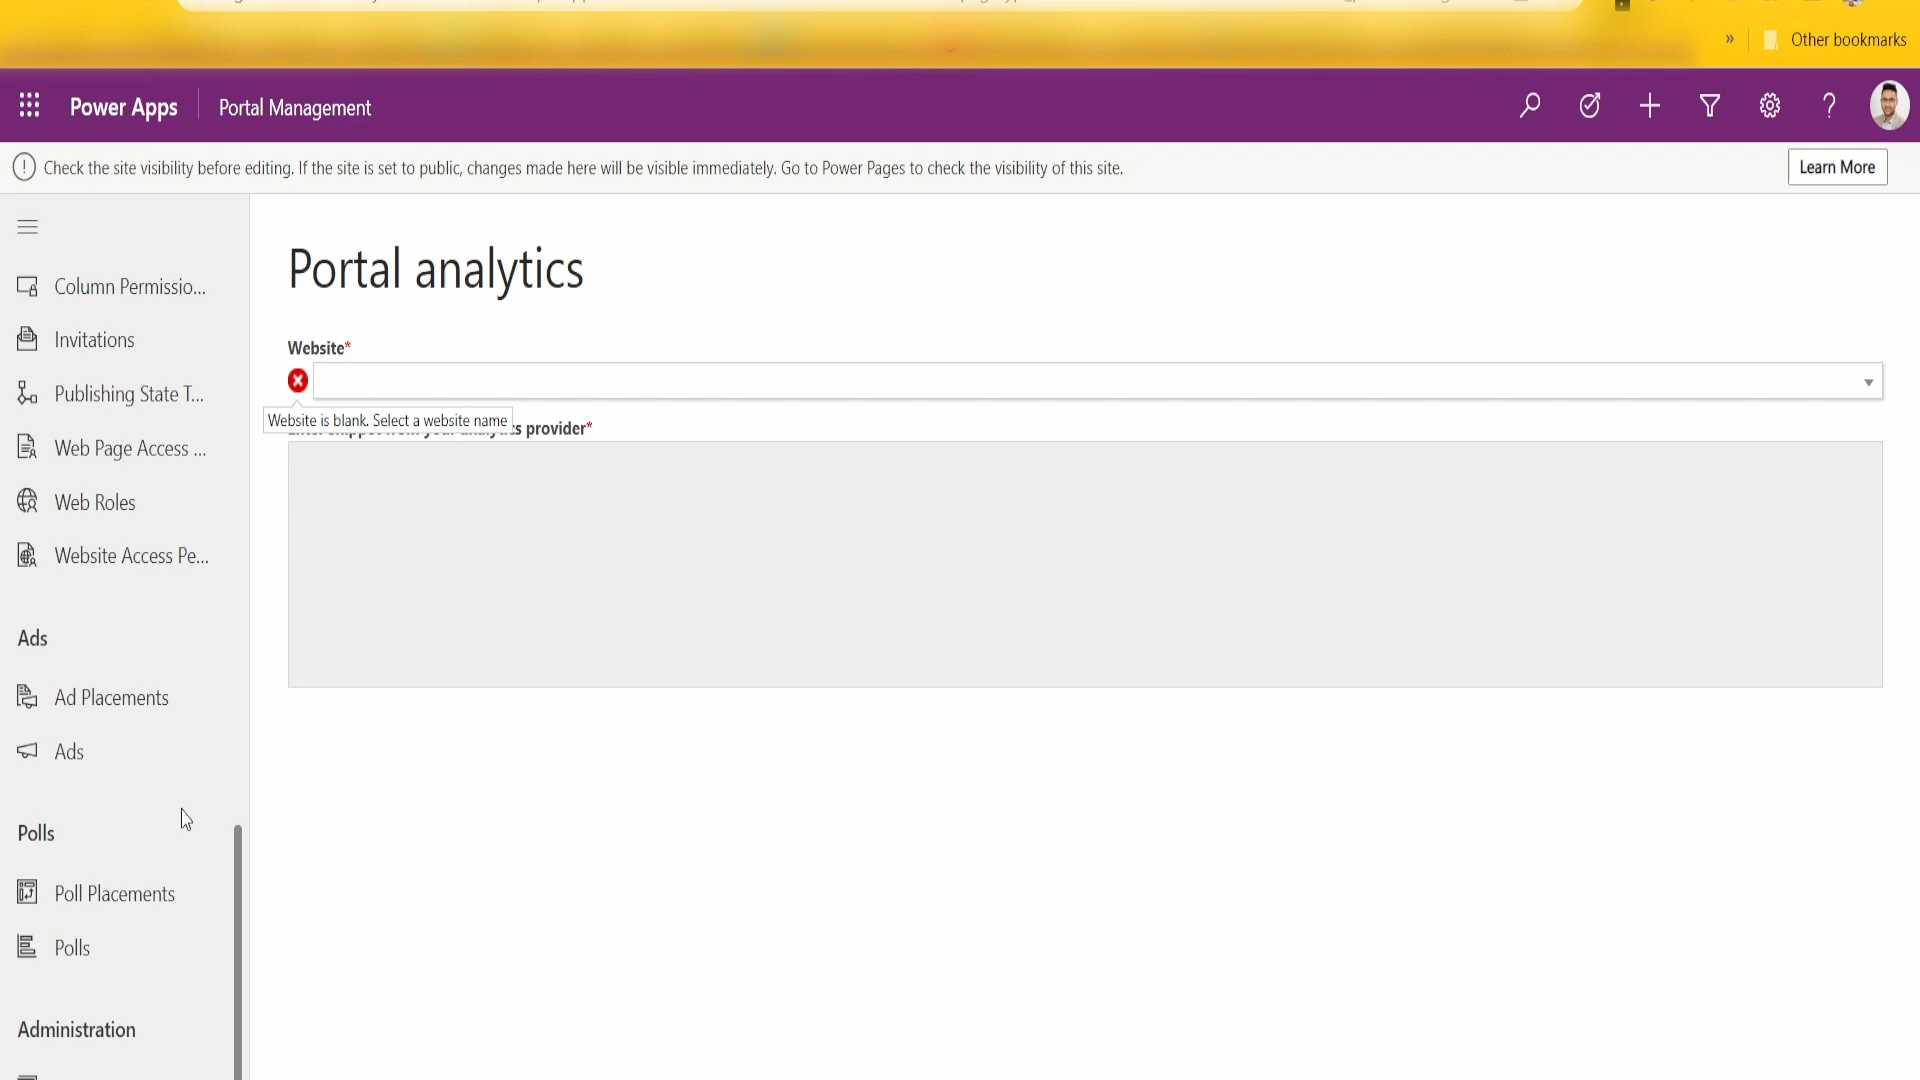 Other bookmarks
Power Apps
Portal Management
Check the site visibility before editing. If the site is set to public, changes made here will be visible immediately. Go to Power Pages to check the visibility of this site.
Learn More
Column Permissio...
Invitations
Publishing State T...
Web Page Access ...
Web Roles
Website Access Pe...
Ads
Ad Placements
Ads
Polls
Poll Placements
Polls
Administration
Portal analytics
Website*
Website is blank. Select a website name
provider*